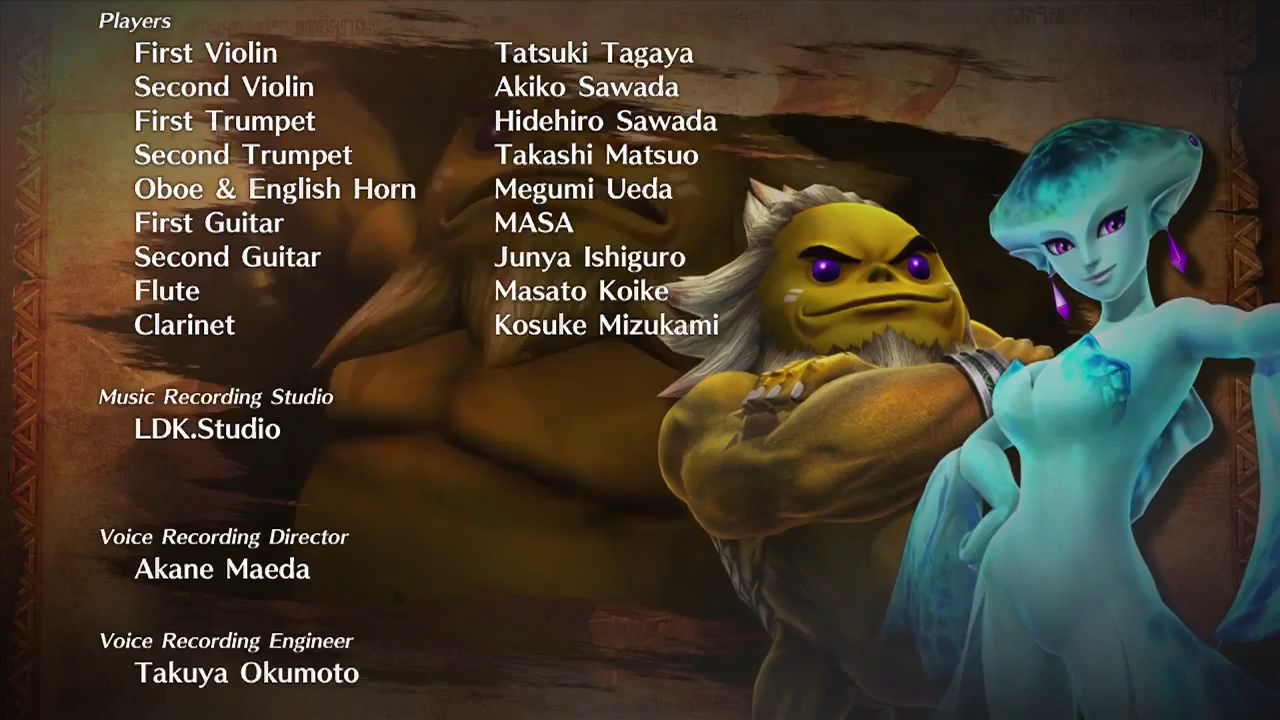 Players
First Violin Tatsuki Tagaya
Second Violin Akiko Sawada
First Trumpet Hidehiro Sawada
Second Trumpet Takashi Matsuo
Oboe & English Horn Megumi Ueda
First Guitar MASA
Second Guitar Junya Ishiguro
Flute Masato Koike
Clarinet Kosuke Mizukami
Music Recording Studio
LDK.Studio
Voice Recording Director
Akane Maeda
Voice Recording Engineer
Takuya Okumoto